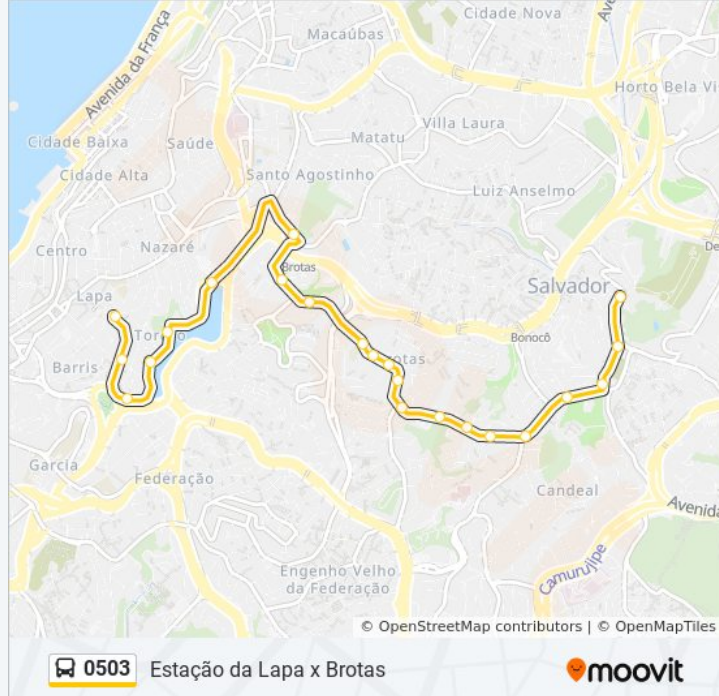 Cidade Nova
Macaúbas
Ave
Avenida da França
Horto Bela Vi
Villa Laura
Cidade Baixa
Saúde
Matatu
Cidade Alta
Santo Agostinho
Luiz Anselmo
Centro
Nazaré
De
Brotas
Salvador
Lapa
Bonocô
Barris
Garcia
Federação
Candeal
Avenida
Camurujipe
Engenho Velho
da Federação
© OpenStreetMap contributors | © OpenMapTiles
0503 Estação da Lapa x Brotas
moovit